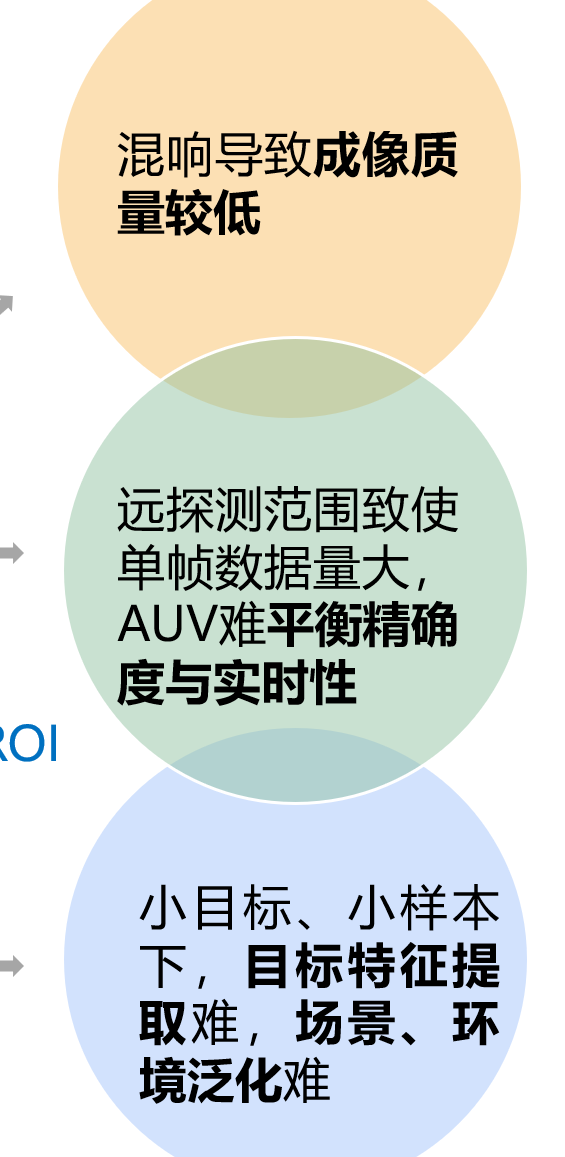 混响导致成像质
量较低
远探测范围致使
单帧数据量大，
AUV难平衡精确
度与实时性
ROI
小目标、小样本
下，目标特征提
取难，场景、环
境泛化难